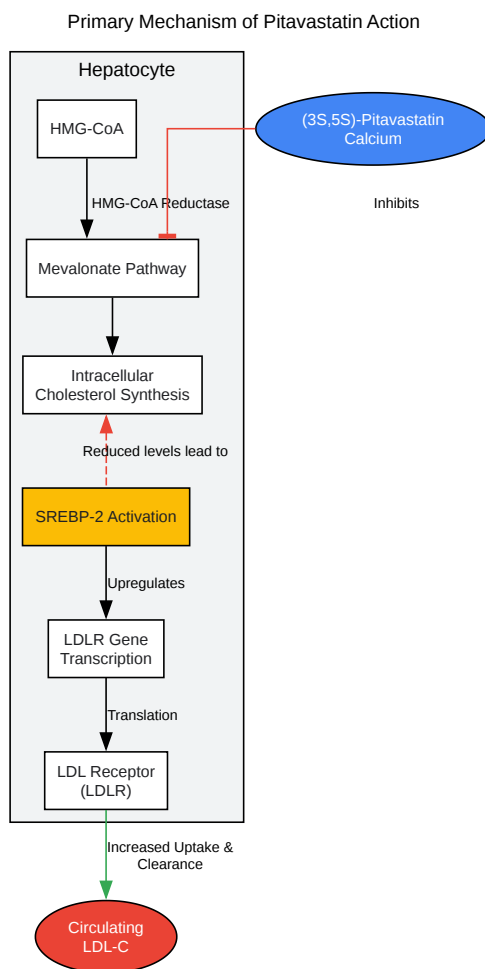 Primary Mechanism of Pitavastatin Action
Hepatocyte
HMG-CoA
(3S,5S)-Pitavastatin
Calcium
HMG-CoA Reductase
Inhibits
Mevalonate Pathway
Intracellular
Cholesterol Synthesis
Reduced levels lead to
SREBP-2 Activation
Upregulates
LDLR Gene
Transcription
Translation
LDL Receptor
(LDLR)
Increased Uptake &
Clearance
Circulating
LDL-C